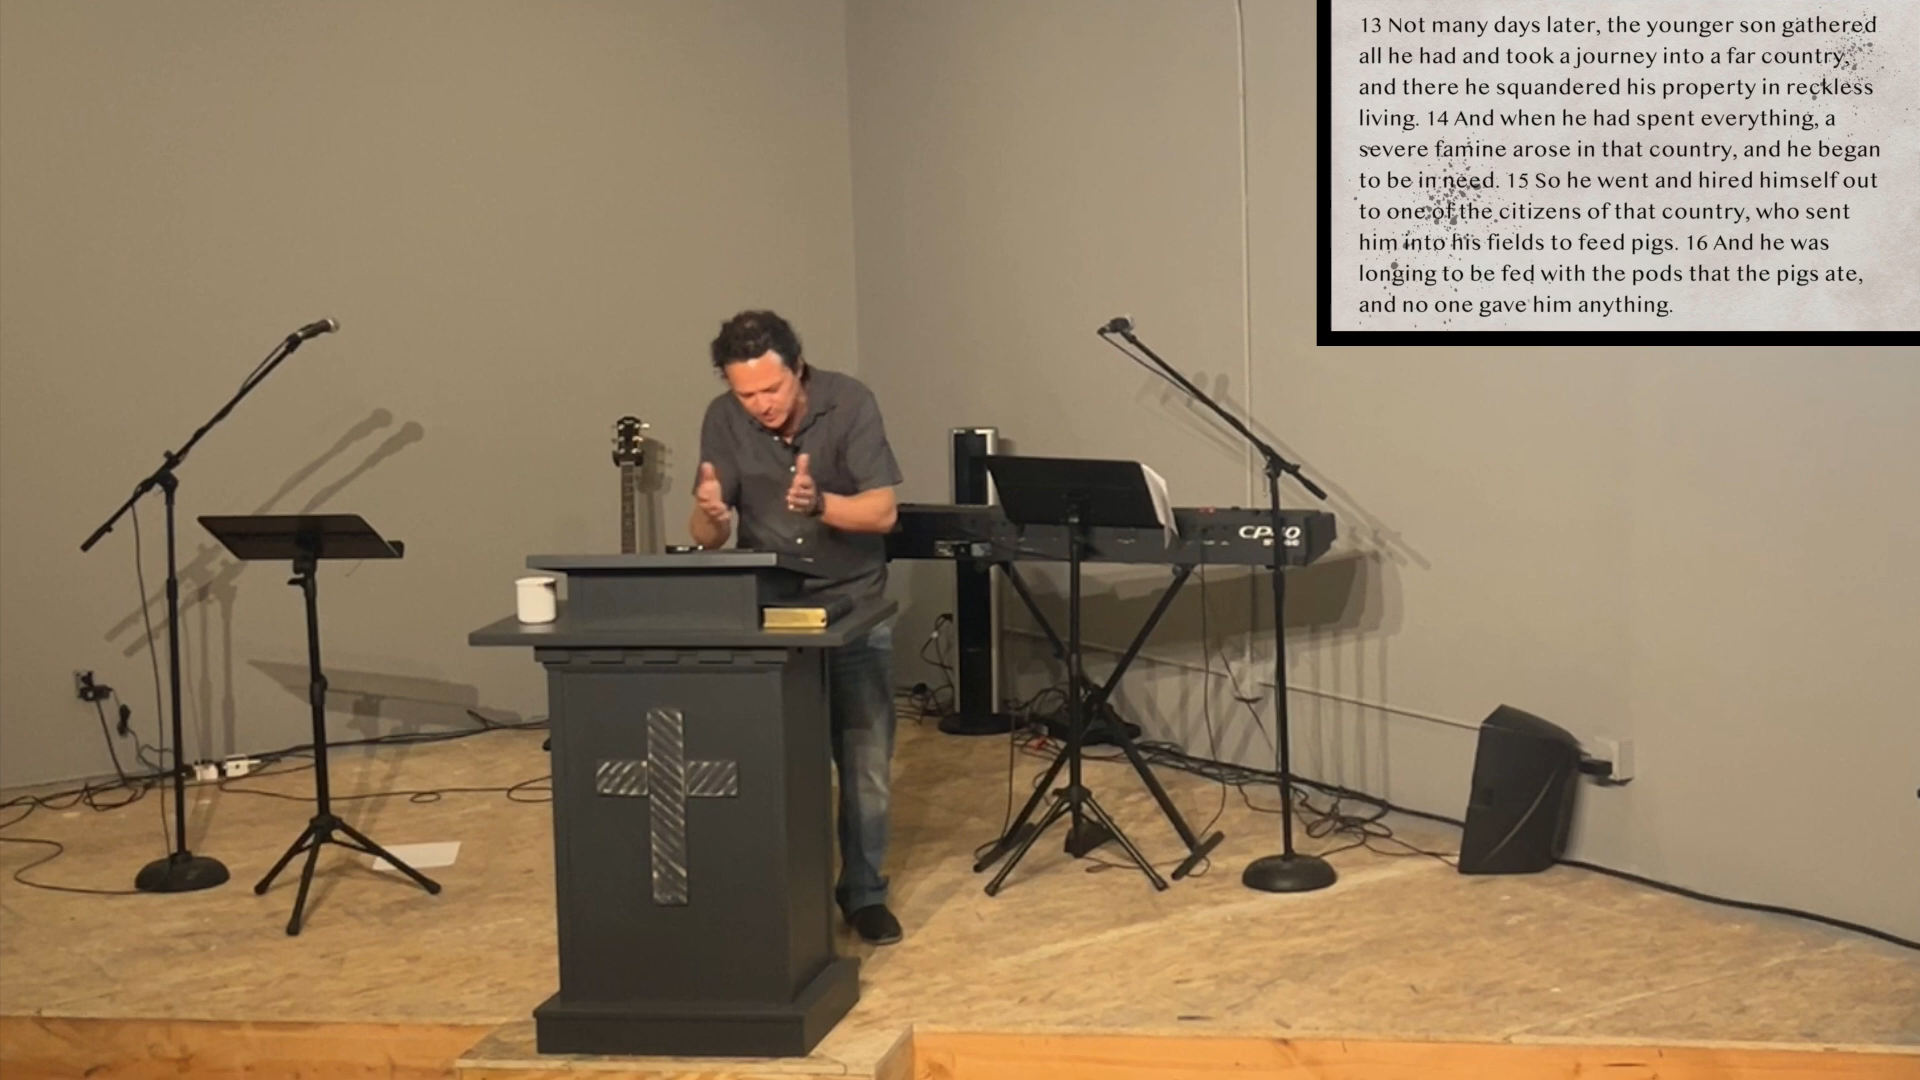 13 Not many days later, the younger son gathered
all he had and took a journey into a far country,
and there he squandered his property in reckless
living. 14 And when he had spent everything, a
severe famine arose in that country, and he began
to be in need. 15 So he went and hired himself out
to one of the citizens of that country, who sent
him into his fields to feed pigs. 16 And he was
longing to be fed with the pods that the pigs ate,
and no one gave him anything.